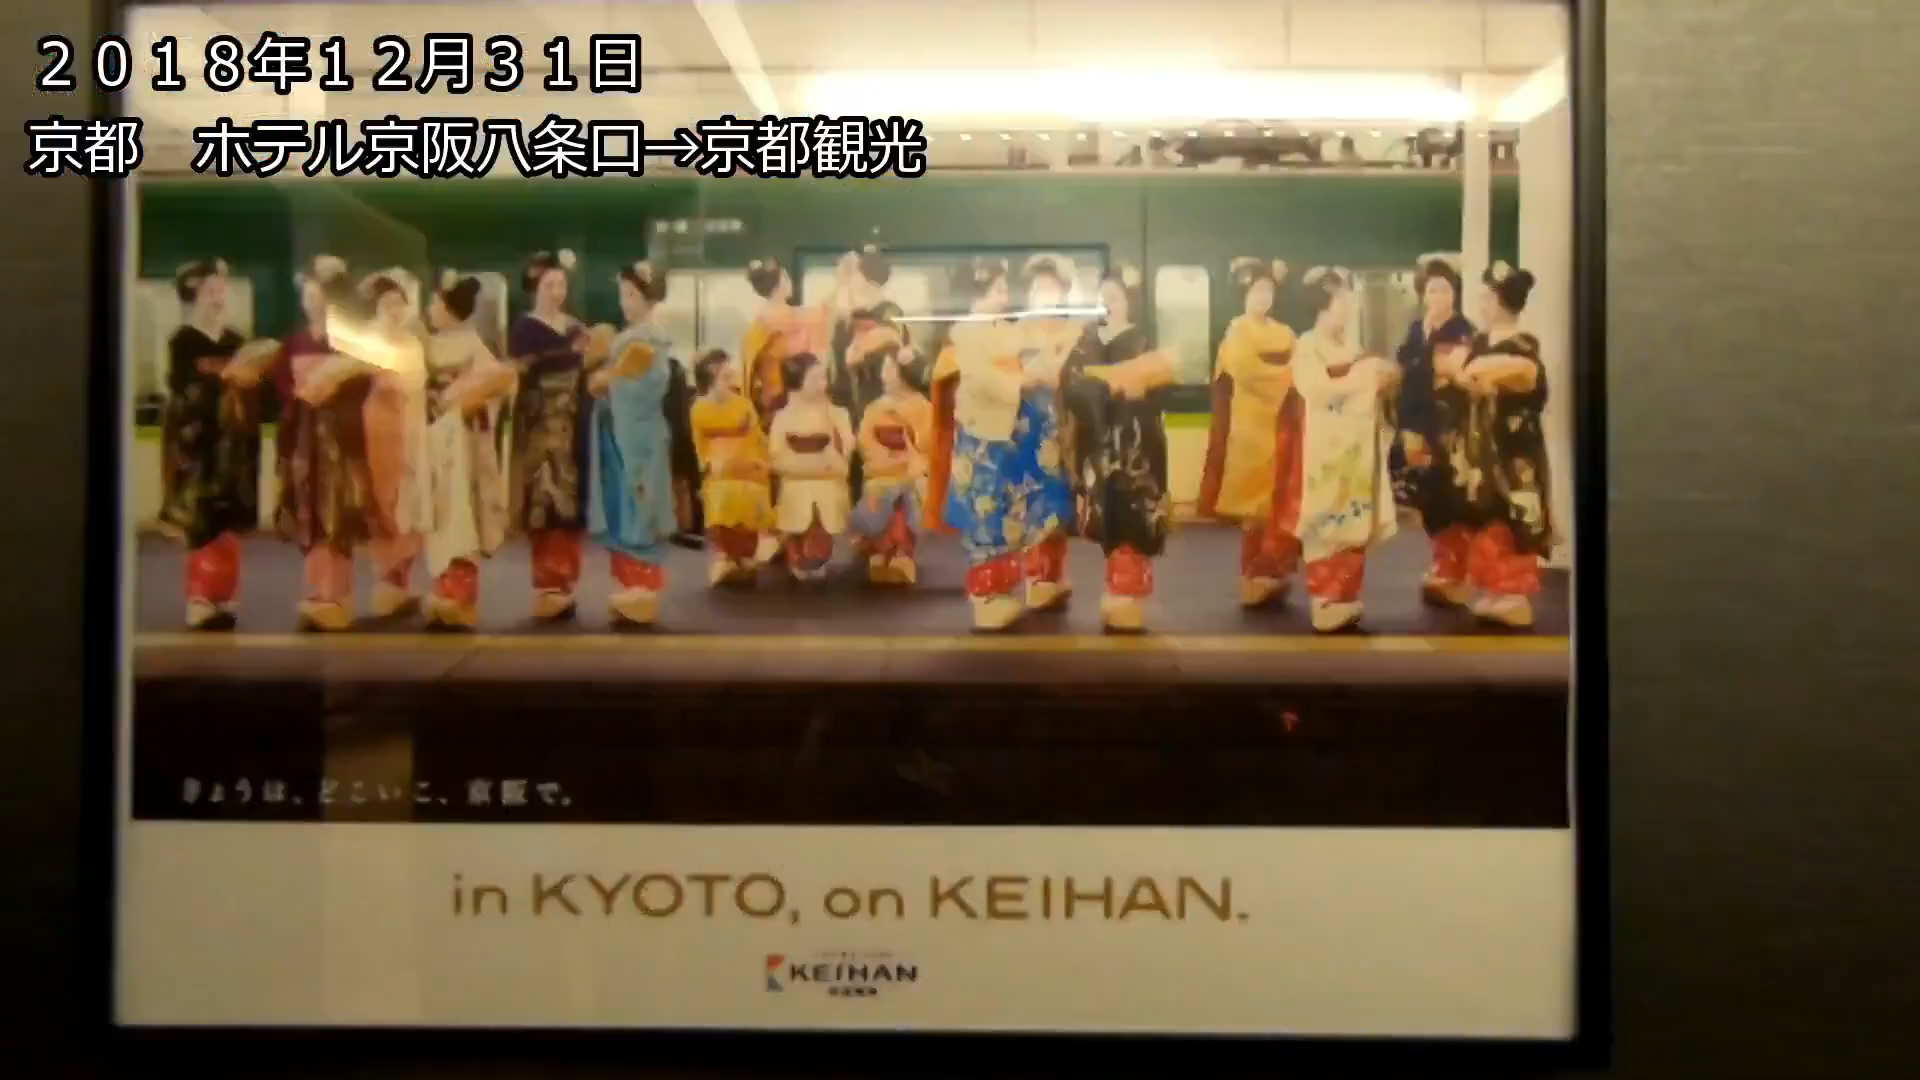 ２０１８年１２月３１日
京都　ホテル京阪八条口→京都観光
きょうは、どこいこ、京阪で。
in KYOTO, on KEIHAN.
KEIHAN